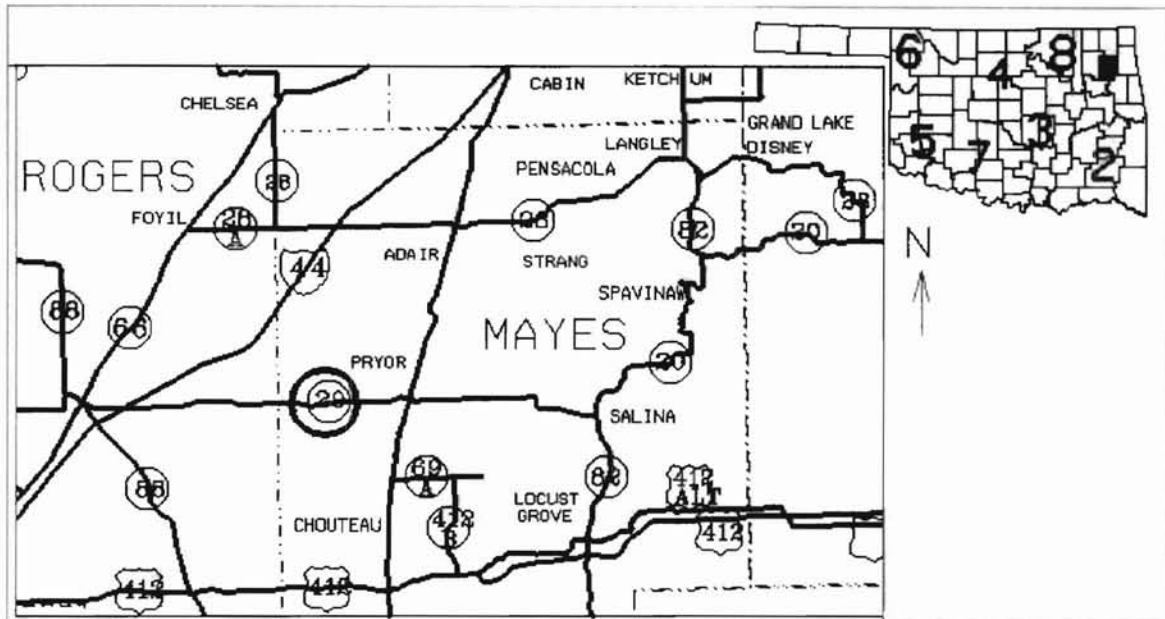 6
8
4
3
5
7
2
CHELSEA
CABIN
KETCHUM
GRAND LAKE
LANGLEY
DISNEY
ROGERS
28
PENSACOLA
28
FOYIL
28
A
28
82
20
ADAIR
STRANG
N
44
88
SPAVINAW
66
MAYES
PRYOR
20
20
SALINA
88
69
A
82
412
ALT
LOCUST
GROVE
CHOUTEAU
412
B
412
412
412